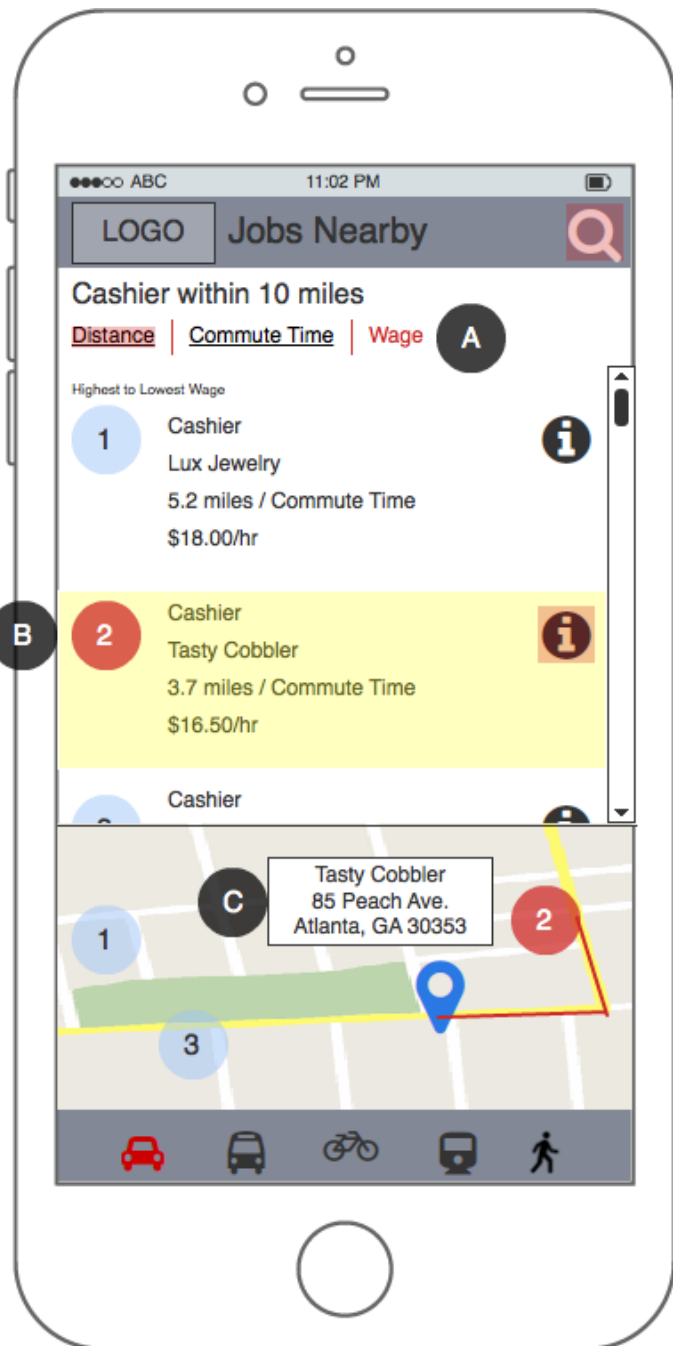 ABC 11:02 PM
LOGO Jobs Nearby
Cashier within 10 miles
Distance | Commute Time | Wage A
Highest to Lowest Wage
1 Cashier
Lux Jewelry
5.2 miles / Commute Time
$18.00/hr
B 2 Cashier
Tasty Cobbler
3.7 miles / Commute Time
$16.50/hr
Cashier
Tasty Cobbler
C 85 Peach Ave.
Atlanta, GA 30353
2
1
3